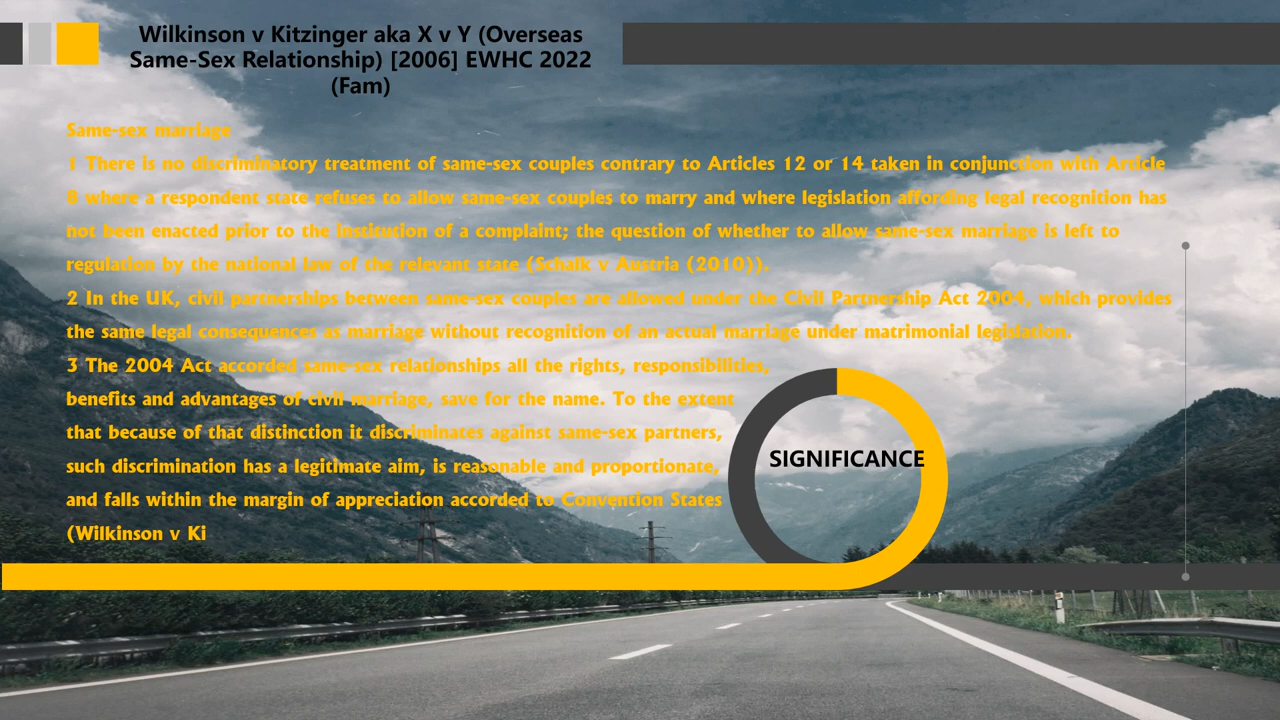 Wilkinson v Kitzinger aka X v Y (Overseas
Same-Sex Relationship) [2006] EWHC 2022
(Fam)
Same-sex marriage
1 There is no discriminatory treatment of same-sex couples contrary to Articles 12 or 14 taken in conjunction with Article
8 where a respondent state refuses to allow same-sex couples to marry and where legislation affording legal recognition has
not been enacted prior to the institution of a complaint; the question of whether to allow same-sex marriage is left to
regulation by the national law of the relevant state (Schalk v Austria (2010)).
2 In the UK, civil partnerships between same-sex couples are allowed under the Civil Partnership Act 2004, which provides
the same legal consequences as marriage without recognition of an actual marriage under matrimonial legislation.
3 The 2004 Act accorded same-sex relationships all the rights, responsibilities,
benefits and advantages of civil marriage, save for the name. To the extent
that because of that distinction it discriminates against same-sex partners,
such discrimination has a legitimate aim, is reasonable and proportionate,
and falls within the margin of appreciation accorded to Convention States
(Wilkinson v Ki
SIGNIFICANCE